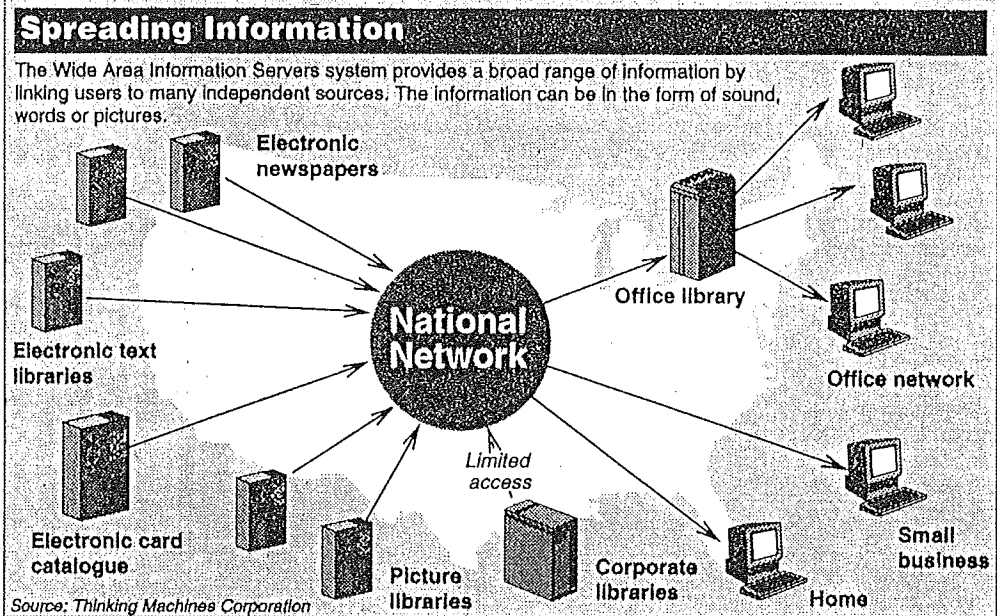 Spreading Information
The Wide Area Information Servers system provides a broad range of information by
linking users to many independent sources. The information can be in the form of sound,
words or pictures.
Electronic
newspapers
Office library
National
Network
Electronic text
libraries
Office network
Limited
access
Electronic card
catalogue
Picture
libraries
Corporate
libraries
Home
Small
business
Source: Thinking Machines Corporation